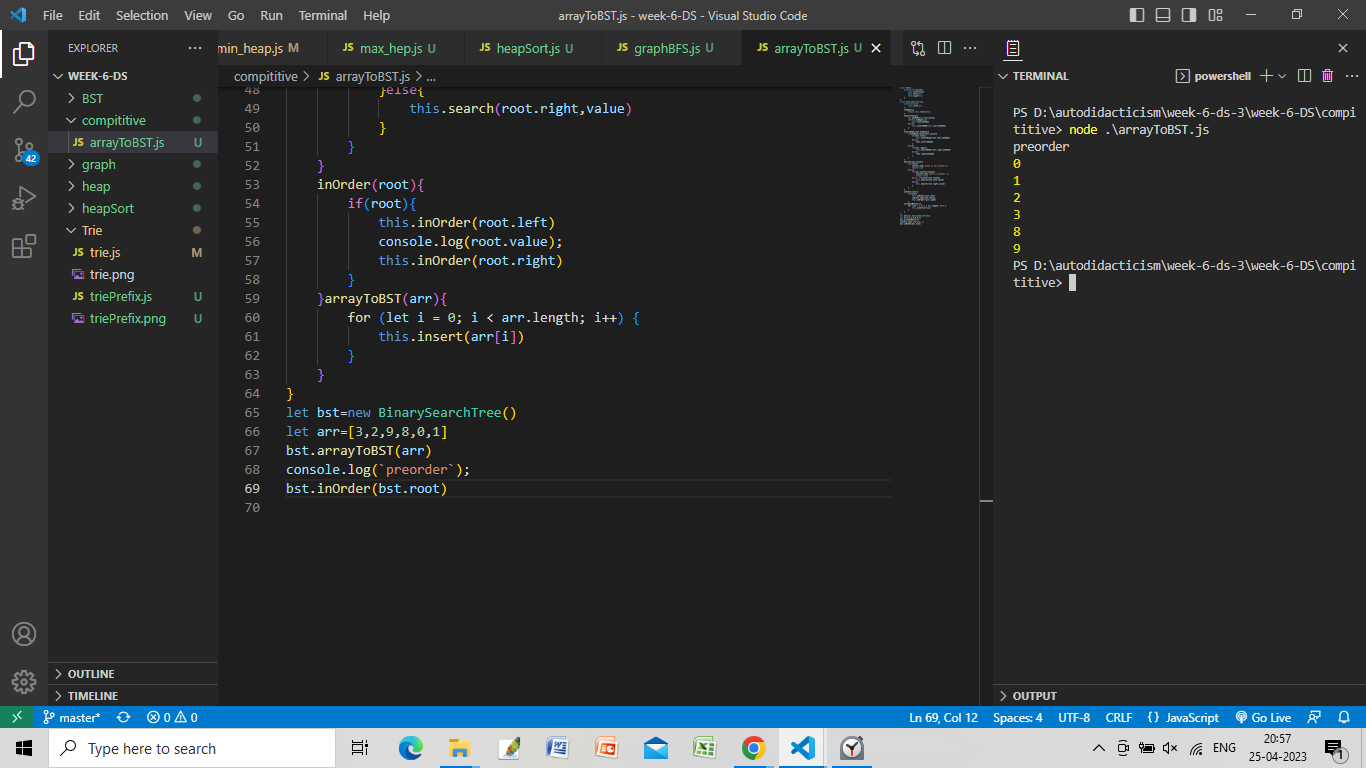 File Edit Selection View Go Run Terminal Help
arrayToBST.js - week-6-DS - Visual Studio Code
EXPLORER
WEEK-6-DS
BST
compititive
JS arrayToBST.js U
graph
heap
heapSort
Trie
JS trie.js M
trie.png
JS triePrefix.js U
triePrefix.png U
OUTLINE
TIMELINE
42
min_heap.js M
JS max_hep.js U
JS heapSort.js U
JS graphBFS.js U
JS arrayToBST.js U
compititive > JS arrayToBST.js > ...
48 }else{
49 this.search(root.right,value)
50 }
51 }
52 }
53 inOrder(root){
54 if(root){
55 this.inOrder(root.left)
56 console.log(root.value);
57 this.inOrder(root.right)
58 }
59 }arrayToBST(arr){
60 for (let i = 0; i < arr.length; i++) {
61 this.insert(arr[i])
62 }
63 }
64 }
65 let bst=new BinarySearchTree()
66 let arr=[3,2,9,8,0,1]
67 bst.arrayToBST(arr)
68 console.log(`preorder`);
69 bst.inOrder(bst.root)
70
TERMINAL
powershell
PS D:\autodidacticism\week-6-ds-3\week-6-DS\compi
titive> node .\arrayToBST.js
preorder
0
1
2
3
8
9
PS D:\autodidacticism\week-6-ds-3\week-6-DS\compi
titive>
OUTPUT
master* 0 0
Ln 69, Col 12 Spaces: 4 UTF-8 CRLF {} JavaScript Go Live
Type here to search
ENG
20:57
25-04-2023
1